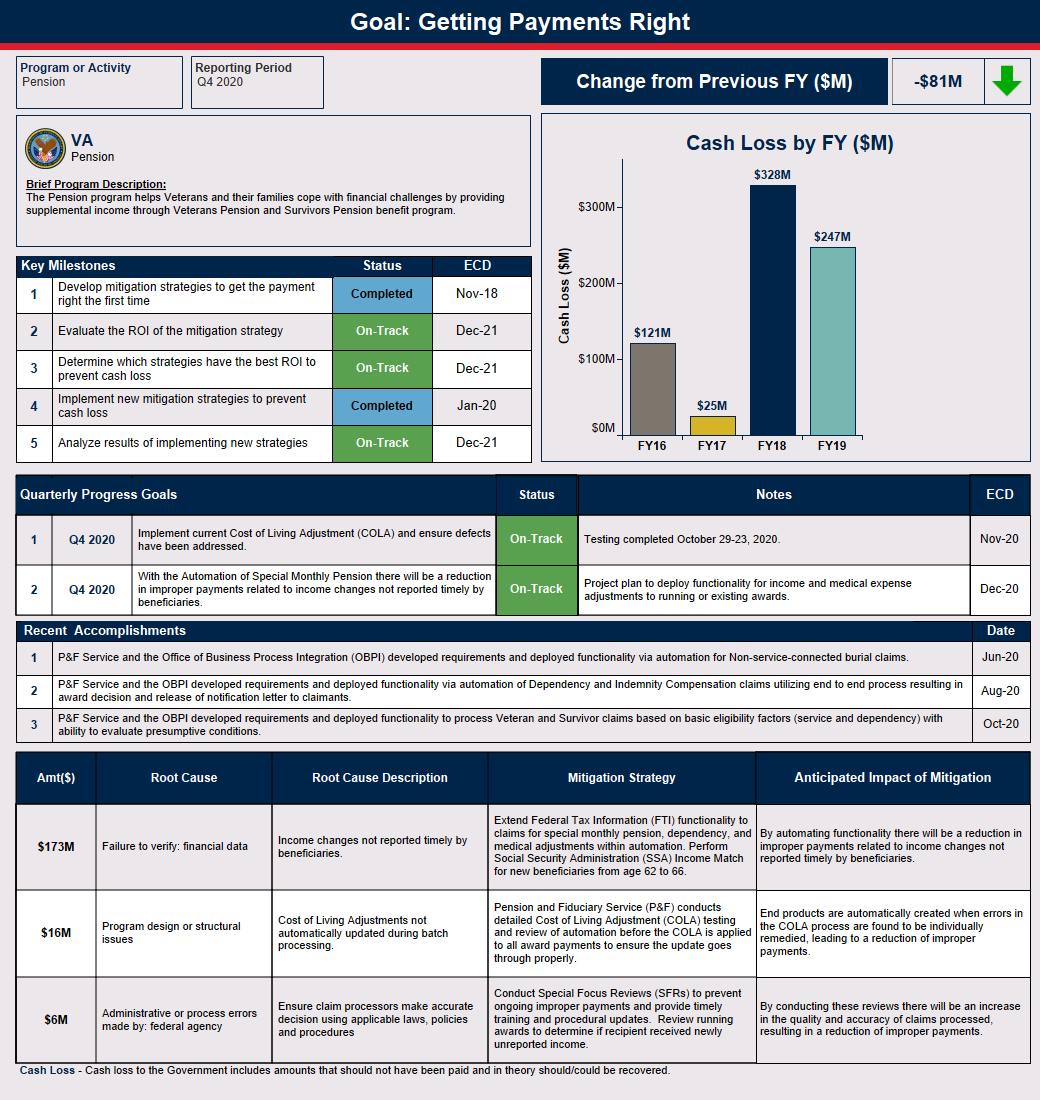 Goal: Getting Payments Right
Program or Activity
Pension
Reporting Period
Q4 2020
Change from Previous FY ($M)
-$81M
VA
Pension
Brief Program Description:
The Pension program helps Veterans and their families cope with financial challenges by providing
supplemental income through Veterans Pension and Survivors Pension benefit program.
Cash Loss by FY ($M)
Cash Loss ($M)
$300M
$200M
$100M
$0M
$121M
$25M
$328M
$247M
FY16
FY17
FY18
FY19
Key Milestones Status ECD
1 Develop mitigation strategies to get the payment
right the first time
Completed Nov-18
2 Evaluate the ROI of the mitigation strategy On-Track Dec-21
3 Determine which strategies have the best ROI to
prevent cash loss
On-Track Dec-21
4 Implement new mitigation strategies to prevent
cash loss
Completed Jan-20
5 Analyze results of implementing new strategies On-Track Dec-21
Quarterly Progress Goals Status Notes ECD
1 Q4 2020 Implement current Cost of Living Adjustment (COLA) and ensure defects
have been addressed.
On-Track Testing completed October 29-23, 2020. Nov-20
2 Q4 2020 With the Automation of Special Monthly Pension there will be a reduction
in improper payments related to income changes not reported timely by
beneficiaries.
On-Track Project plan to deploy functionality for income and medical expense
adjustments to running or existing awards.
Dec-20
Recent Accomplishments Date
1 P&F Service and the Office of Business Process Integration (OBPI) developed requirements and deployed functionality via automation for Non-service-connected burial claims. Jun-20
2 P&F Service and the OBPI developed requirements and deployed functionality via automation of Dependency and Indemnity Compensation claims utilizing end to end process resulting in
award decision and release of notification letter to claimants.
Aug-20
3 P&F Service and the OBPI developed requirements and deployed functionality to process Veteran and Survivor claims based on basic eligibility factors (service and dependency) with
ability to evaluate presumptive conditions.
Oct-20
Amt($) Root Cause Root Cause Description Mitigation Strategy Anticipated Impact of Mitigation
$173M
Failure to verify: financial data
Income changes not reported timely by
beneficiaries.
Extend Federal Tax Information (FTI) functionality to
claims for special monthly pension, dependency, and
medical adjustments within automation. Perform
Social Security Administration (SSA) Income Match
for new beneficiaries from age 62 to 66.
By automating functionality there will be a reduction in
improper payments related to income changes not
reported timely by beneficiaries.
$16M
Program design or structural
issues
Cost of Living Adjustments not
automatically updated during batch
processing.
Pension and Fiduciary Service (P&F) conducts
detailed Cost of Living Adjustment (COLA) testing
and review of automation before the COLA is applied
to all award payments to ensure the update goes
through properly.
End products are automatically created when errors in
the COLA process are found to be individually
remedied, leading to a reduction of improper
payments.
$6M
Administrative or process errors
made by: federal agency
Ensure claim processors make accurate
decision using applicable laws, policies
and procedures
Conduct Special Focus Reviews (SFRs) to prevent
ongoing improper payments and provide timely
training and procedural updates. Review running
awards to determine if recipient received newly
unreported income.
By conducting these reviews there will be an increase
in the quality and accuracy of claims processed,
resulting in a reduction of improper payments.
Cash Loss - Cash loss to the Government includes amounts that should not have been paid and in theory should/could be recovered.